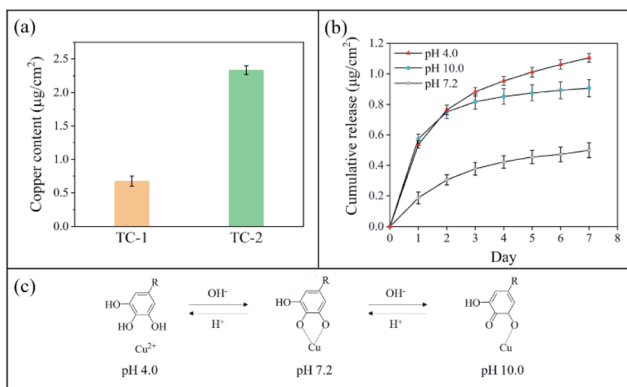 (a)
Copper content (μg/cm²)
2.5
2.0
1.5
1.0
0.5
0.0
TC-1
TC-2
(b)
Cumulative release (μg/cm²)
1.2
1.0
0.8
0.6
0.4
0.2
0.0
pH 4.0
pH 10.0
pH 7.2
0 1 2 3 4 5 6 7 8
Day
(c)
R
HO
OH
OH
Cu²⁺
pH 4.0
OH⁻
H⁺
R
HO
O
O
Cu
pH 7.2
OH⁻
H⁺
R
HO
O
O
Cu
pH 10.0